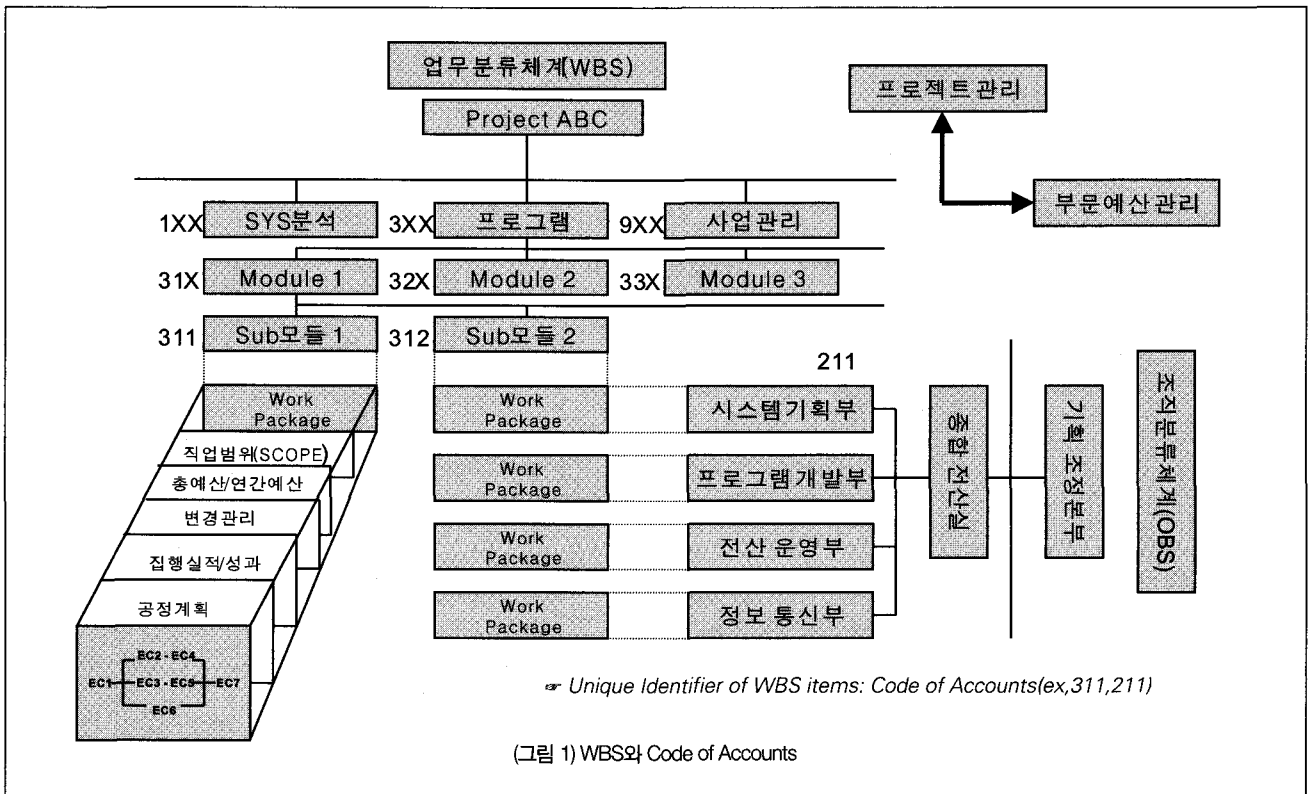 업무분류체계(WBS)
Project ABC
프로젝트관리
부문예산관리
1XX SYS분석 3XX 프로그램 9XX 사업관리
31X Module 1 32X Module 2 33X Module 3
311 Sub모듈 1 312 Sub모듈 2
211
Work
Package
직업범위(SCOPE)
총예산/연간예산
변경관리
집행실적/성과
공정계획
EC2 - EC4
EC1 EC3 - EC5 EC7
EC6
Work
Package
시스템기획부
Work
Package
프로그램개발부
Work
Package
전산운영부
Work
Package
정보통신부
종합전산실
기획조정본부
조직분류체계(OBS)
☞ Unique Identifier of WBS items: Code of Accounts(ex,311,211)
(그림 1) WBS와 Code of Accounts